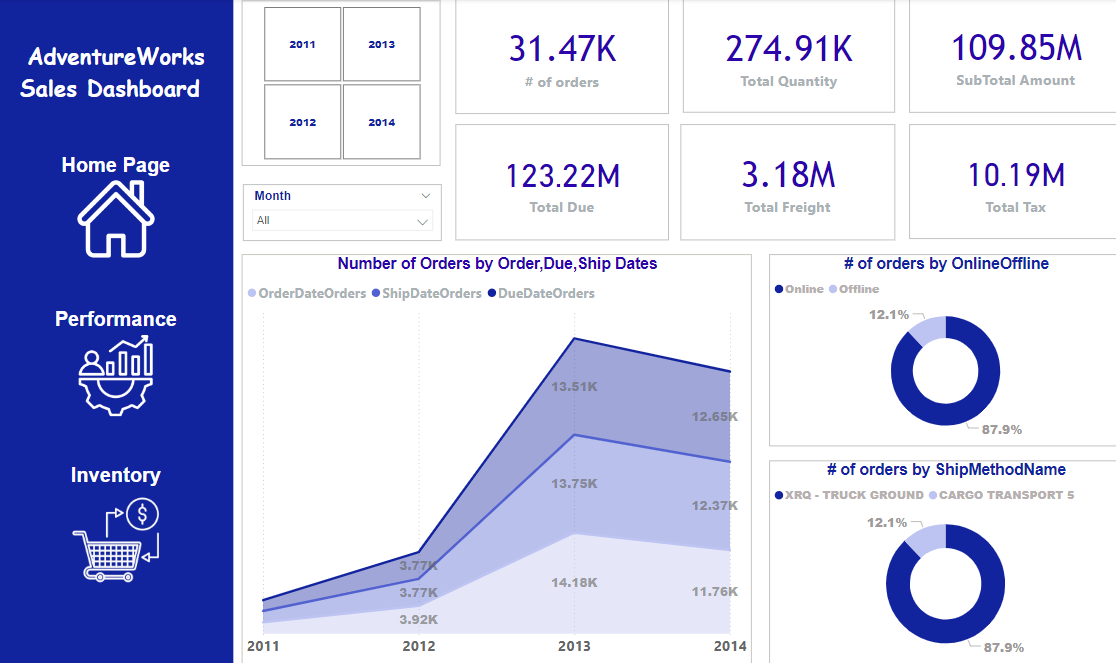 AdventureWorks
Sales Dashboard
Home Page
Performance
Inventory
$
2011
2013
2012
2014
Month
All
31.47K
# of orders
274.91K
Total Quantity
109.85M
SubTotal Amount
123.22M
Total Due
3.18M
Total Freight
10.19M
Total Tax
Number of Orders by Order,Due,Ship Dates
OrderDateOrders ShipDateOrders DueDateOrders
13.51K
12.65K
13.75K
12.37K
3.77K
3.77K
14.18K
11.76K
3.92K
2011 2012 2013 2014
# of orders by OnlineOffline
Online Offline
12.1%
87.9%
# of orders by ShipMethodName
XRQ - TRUCK GROUND CARGO TRANSPORT 5
12.1%
87.9%